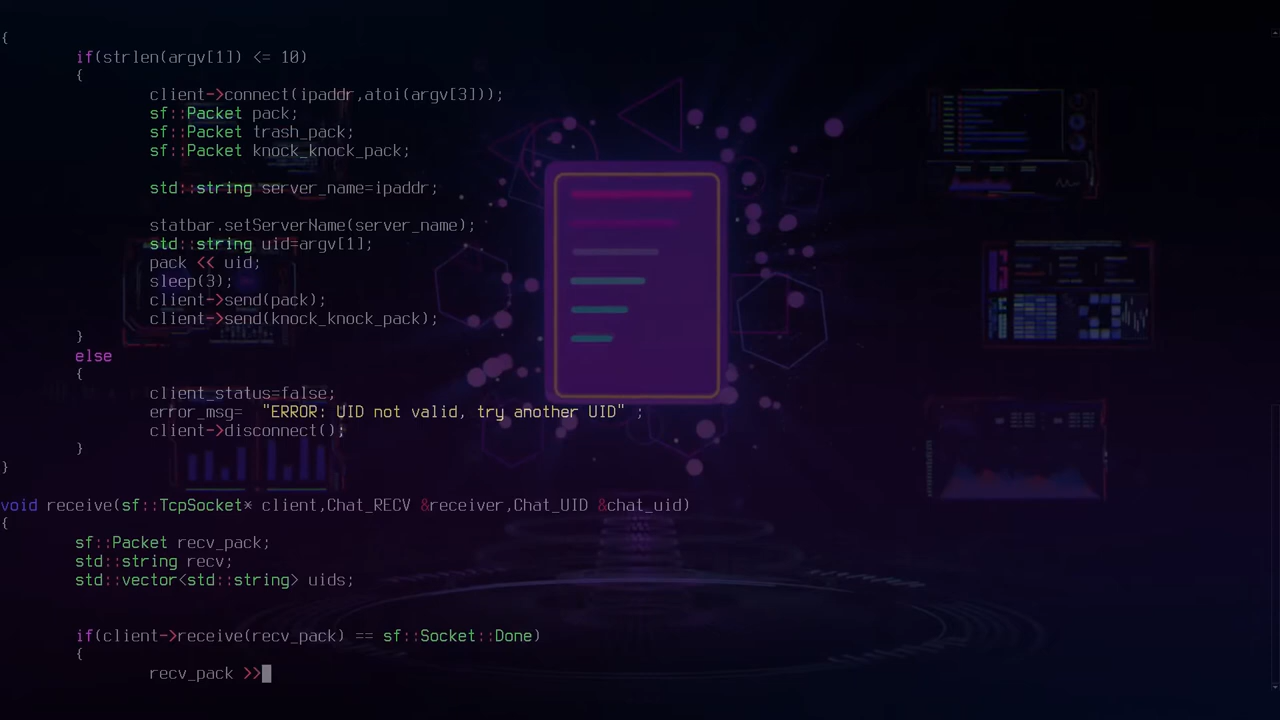 {
if(strlen(argv[1]) <= 10)
{
client->connect(ipaddr,atoi(argv[3]));
sf::Packet pack;
sf::Packet trash_pack;
sf::Packet knock_knock_pack;
std::string server_name=ipaddr;
statbar.setServerName(server_name);
std::string uid=argv[1];
pack << uid;
sleep(3);
client->send(pack);
client->send(knock_knock_pack);
}
else
{
client_status=false;
error_msg=  "ERROR: UID not valid, try another UID" ;
client->disconnect();
}
}
void receive(sf::TcpSocket* client,Chat_RECV &receiver,Chat_UID &chat_uid)
{
sf::Packet recv_pack;
std::string recv;
std::vector<std::string> uids;
if(client->receive(recv_pack) == sf::Socket::Done)
{
recv_pack >>